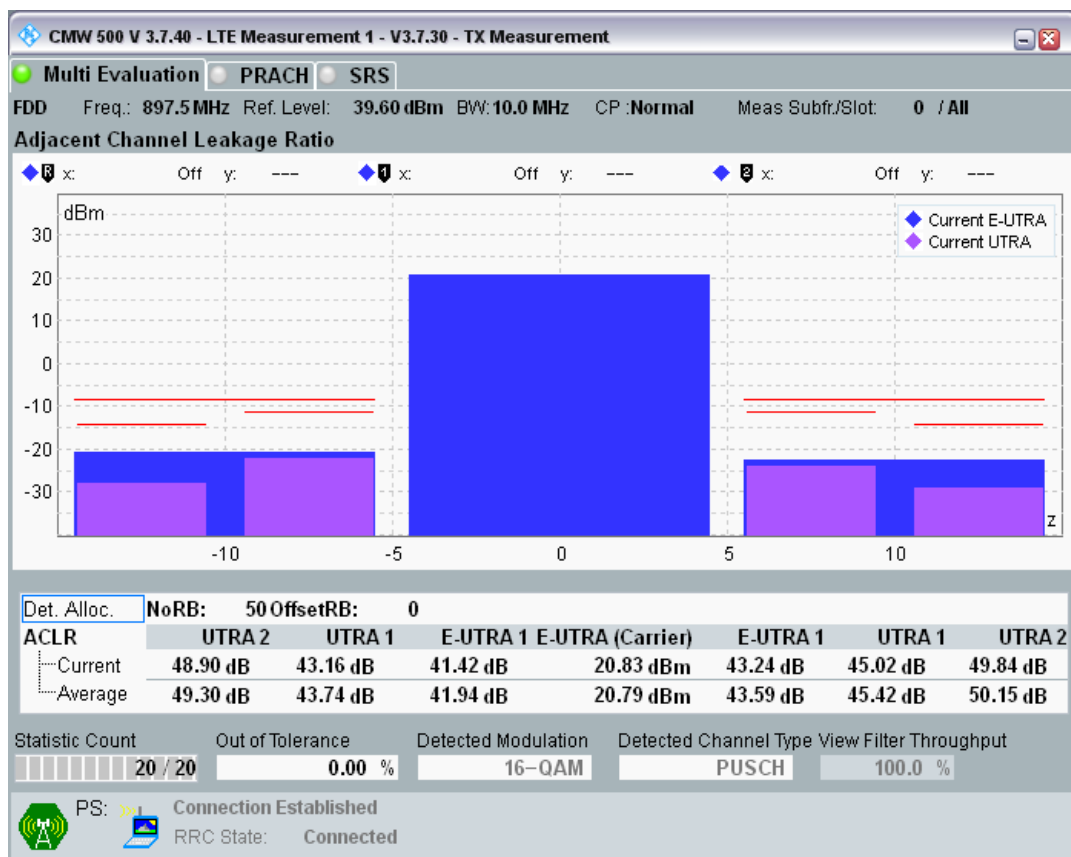 CMW 500 V 3.7.40 - LTE Measurement 1 - V3.7.30 - TX Measurement
Multi Evaluation PRACH SRS
FDD Freq.: 897.5 MHz Ref. Level: 39.60 dBm BW: 10.0 MHz CP :Normal Meas Subfr./Slot: 0 / All
Adjacent Channel Leakage Ratio
R x: Off y: --- 1 x: Off y: --- 2 x: Off y: ---
dBm
Current E-UTRA
Current UTRA
30
20
10
0
-10
-20
-30
z
-10 -5 0 5 10
Det. Alloc. NoRB: 50 OffsetRB: 0
ACLR UTRA 2 UTRA 1 E-UTRA 1 E-UTRA (Carrier) E-UTRA 1 UTRA 1 UTRA 2
Current 48.90 dB 43.16 dB 41.42 dB 20.83 dBm 43.24 dB 45.02 dB 49.84 dB
Average 49.30 dB 43.74 dB 41.94 dB 20.79 dBm 43.59 dB 45.42 dB 50.15 dB
Statistic Count Out of Tolerance Detected Modulation Detected Channel Type View Filter Throughput
20 / 20 0.00 % 16-QAM PUSCH 100.0 %
PS: Connection Established
RRC State: Connected